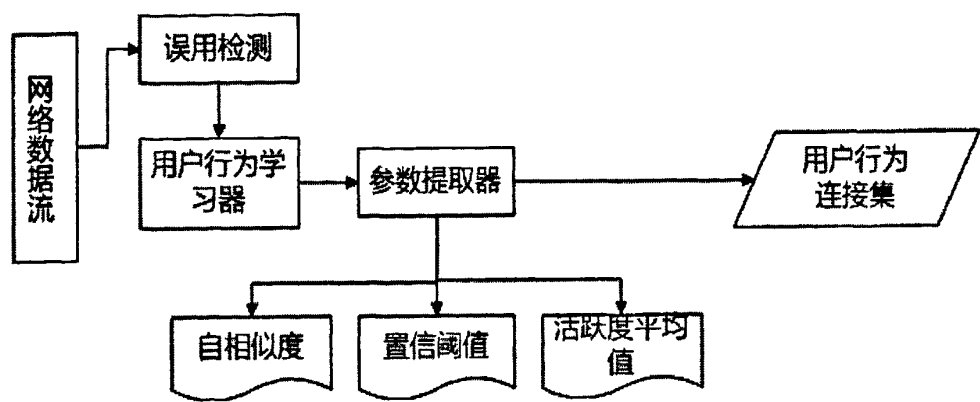 网络数据流
误用检测
用户行为学
习器
参数提取器
用户行为
连接集
自相似度
置信阈值
活跃度平均
值